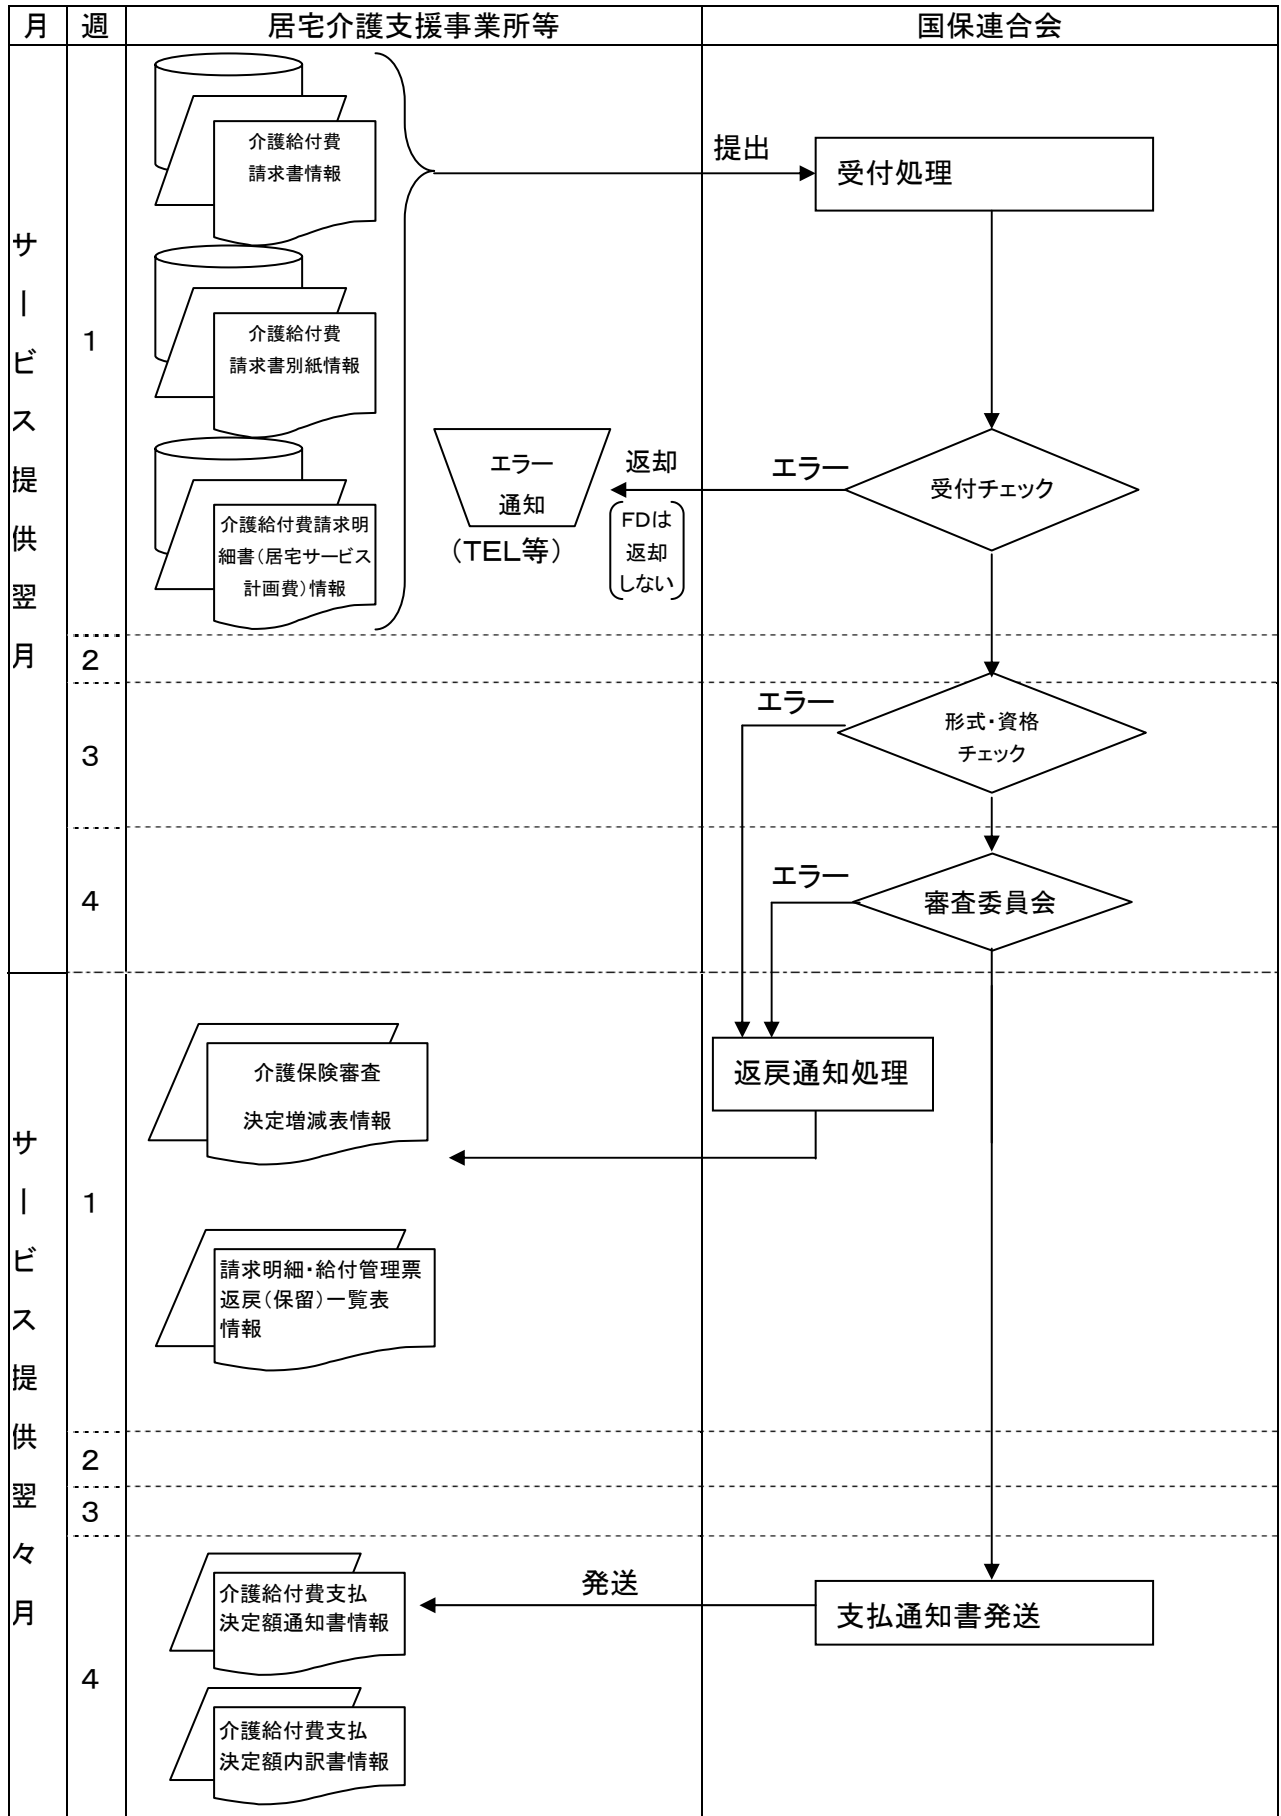 月 週 居宅介護支援事業所等 国保連合会
サービス提供翌月
1
介護給付費
請求書情報
提出
受付処理
介護給付費
請求書別紙情報
介護給付費請求明
細書(居宅サービス
計画費)情報
エラー
通知
(TEL等)
返却
FDは
返却
しない
エラー
受付チェック
2
3
エラー
形式・資格
チェック
4
エラー
審査委員会
サービス提供翌々月
1
介護保険審査
決定増減表情報
返戻通知処理
請求明細・給付管理票
返戻(保留)一覧表
情報
2
3
4
介護給付費支払
決定額通知書情報
発送
支払通知書発送
介護給付費支払
決定額内訳書情報